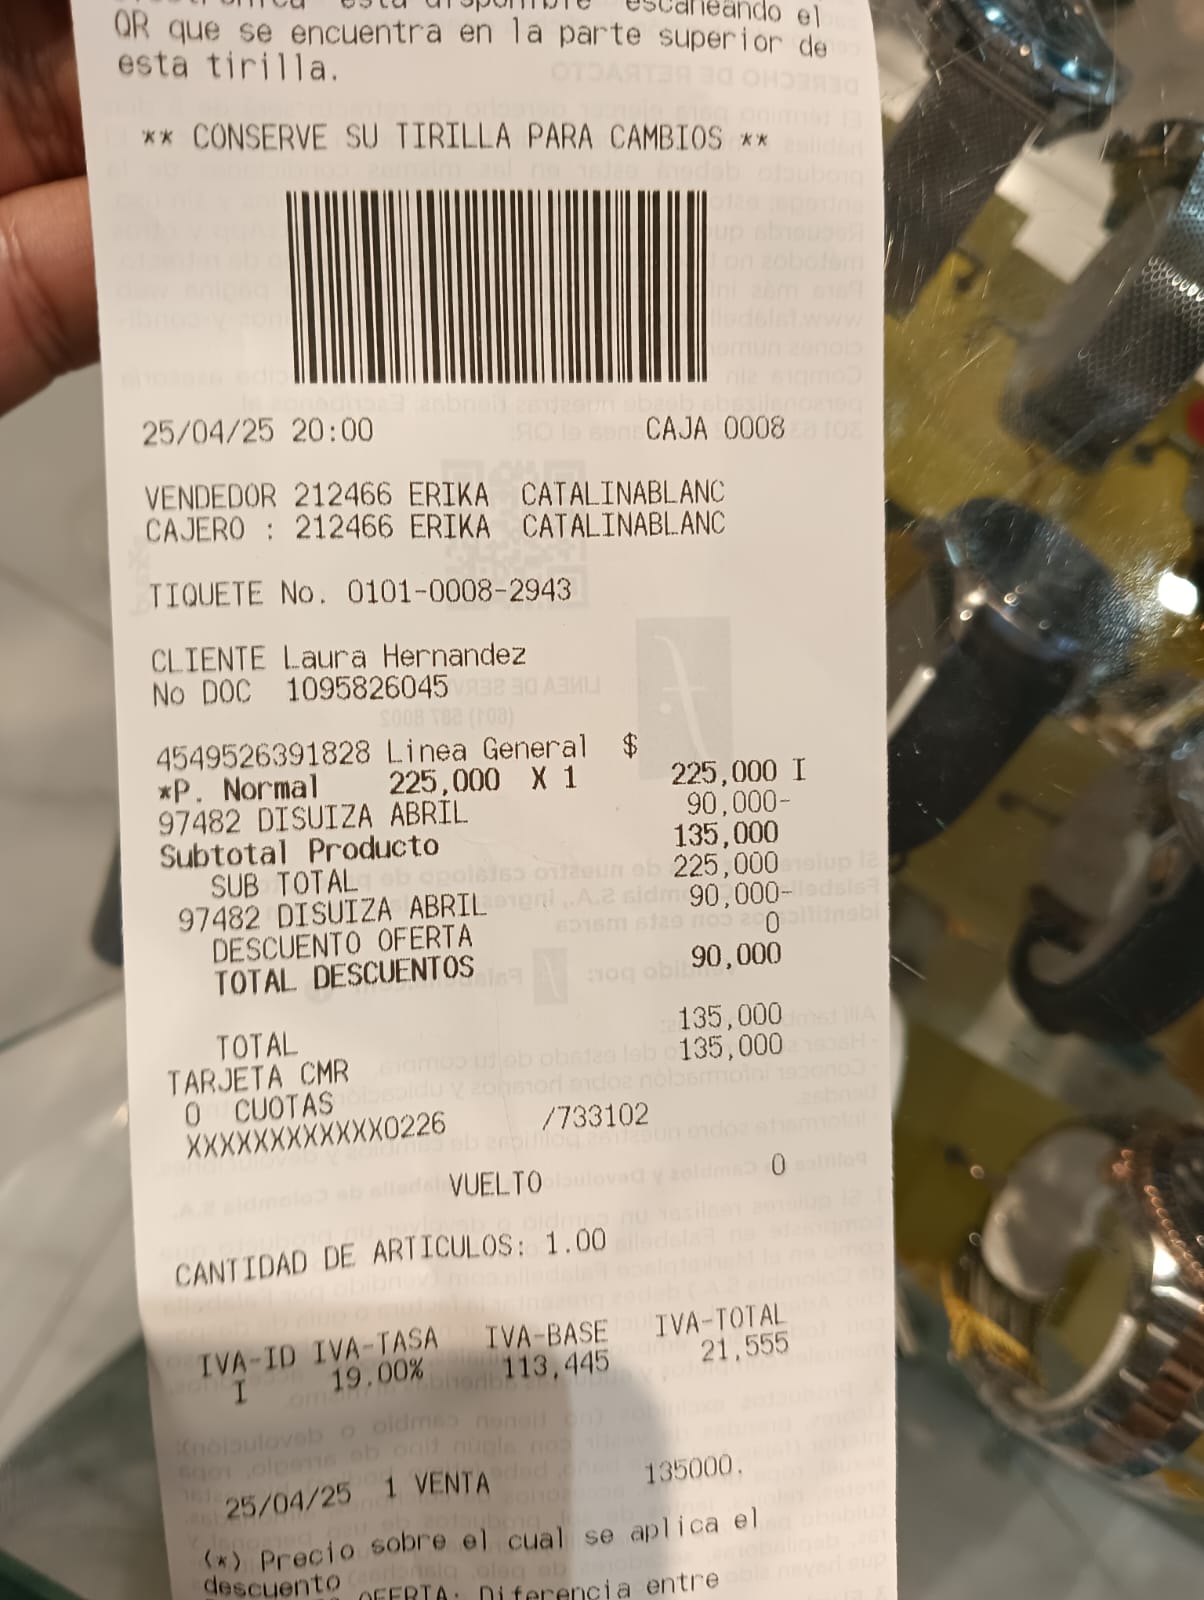 disponible escaneando el
QR que se encuentra en la parte superior de
esta tirilla.
** CONSERVE SU TIRILLA PARA CAMBIOS **
25/04/25 20:00 CAJA 0008
VENDEDOR 212466 ERIKA CATALINABLANC
CAJERO : 212466 ERIKA CATALINABLANC
TIQUETE No. 0101-0008-2943
CLIENTE Laura Hernandez
No DOC 1095826045
4549526391828 Linea General $
*P. Normal 225,000 X 1 225,000 I
97482 DISUIZA ABRIL 90,000-
Subtotal Producto 135,000
SUB TOTAL 225,000
97482 DISUIZA ABRIL 90,000-
DESCUENTO OFERTA 0
TOTAL DESCUENTOS 90,000
TOTAL 135,000
TARJETA CMR 135,000
0 CUOTAS
XXXXXXXXXXXX0226 /733102
VUELTO 0
CANTIDAD DE ARTICULOS: 1.00
IVA-ID IVA-TASA IVA-BASE IVA-TOTAL
I 19.00% 113,445 21,555
25/04/25 1 VENTA 135000.
(*) Precio sobre el cual se aplica el
descuento
OFERTA: Diferencia entre